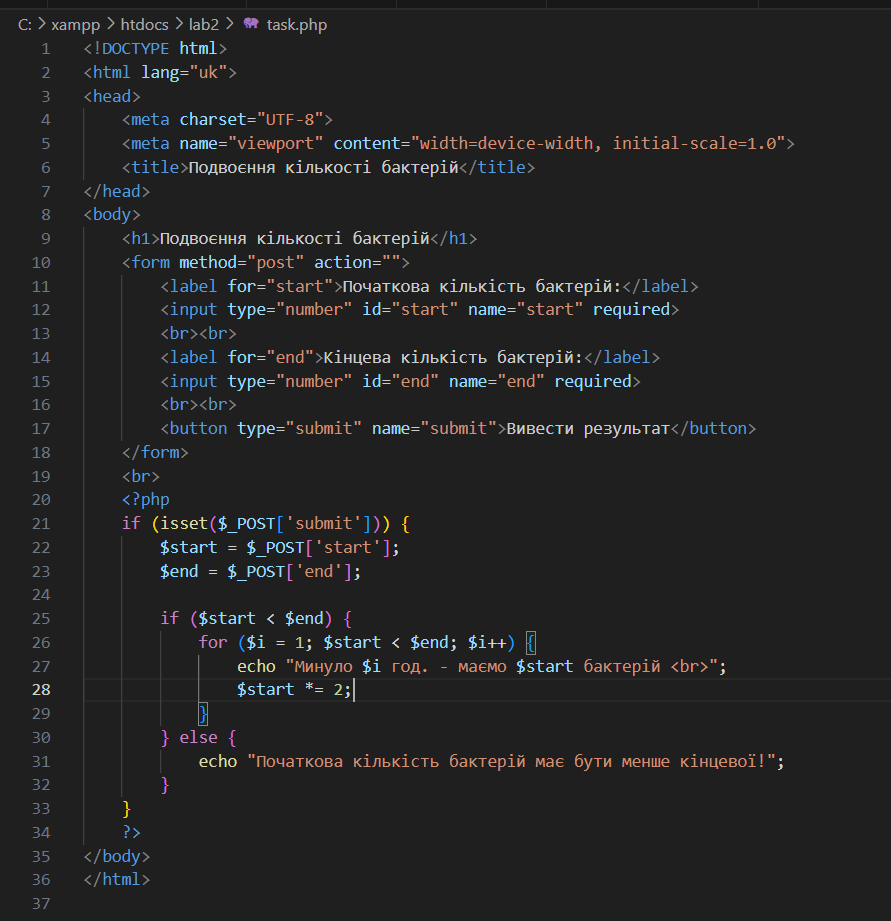 C: > xampp > htdocs > lab2 > task.php
1 <!DOCTYPE html>
2 <html lang="uk">
3 <head>
4     <meta charset="UTF-8">
5     <meta name="viewport" content="width=device-width, initial-scale=1.0">
6     <title>Подвоєння кількості бактерій</title>
7 </head>
8 <body>
9     <h1>Подвоєння кількості бактерій</h1>
10     <form method="post" action="">
11         <label for="start">Початкова кількість бактерій:</label>
12         <input type="number" id="start" name="start" required>
13         <br><br>
14         <label for="end">Кінцева кількість бактерій:</label>
15         <input type="number" id="end" name="end" required>
16         <br><br>
17         <button type="submit" name="submit">Вивести результат</button>
18     </form>
19     <br>
20     <?php
21     if (isset($_POST['submit'])) {
22         $start = $_POST['start'];
23         $end = $_POST['end'];
24
25         if ($start < $end) {
26             for ($i = 1; $start < $end; $i++) {
27                 echo "Минуло $i год. - маємо $start бактерій <br>";
28                 $start *= 2;
29             }
30         } else {
31             echo "Початкова кількість бактерій має бути менше кінцевої!";
32         }
33     }
34     ?>
35 </body>
36 </html>
37